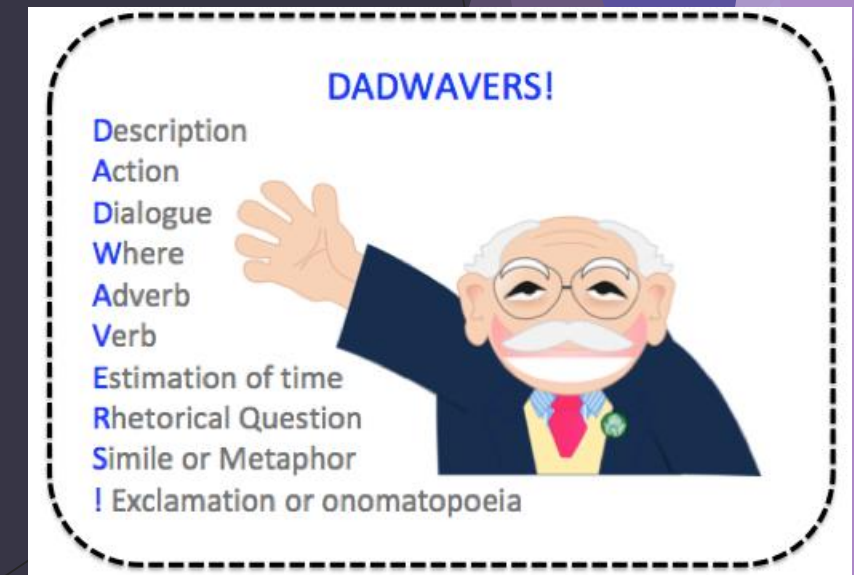 DADWAVERS!
Description
Action
Dialogue
Where
Adverb
Verb
Estimation of time
Rhetorical Question
Simile or Metaphor
! Exclamation or onomatopoeia